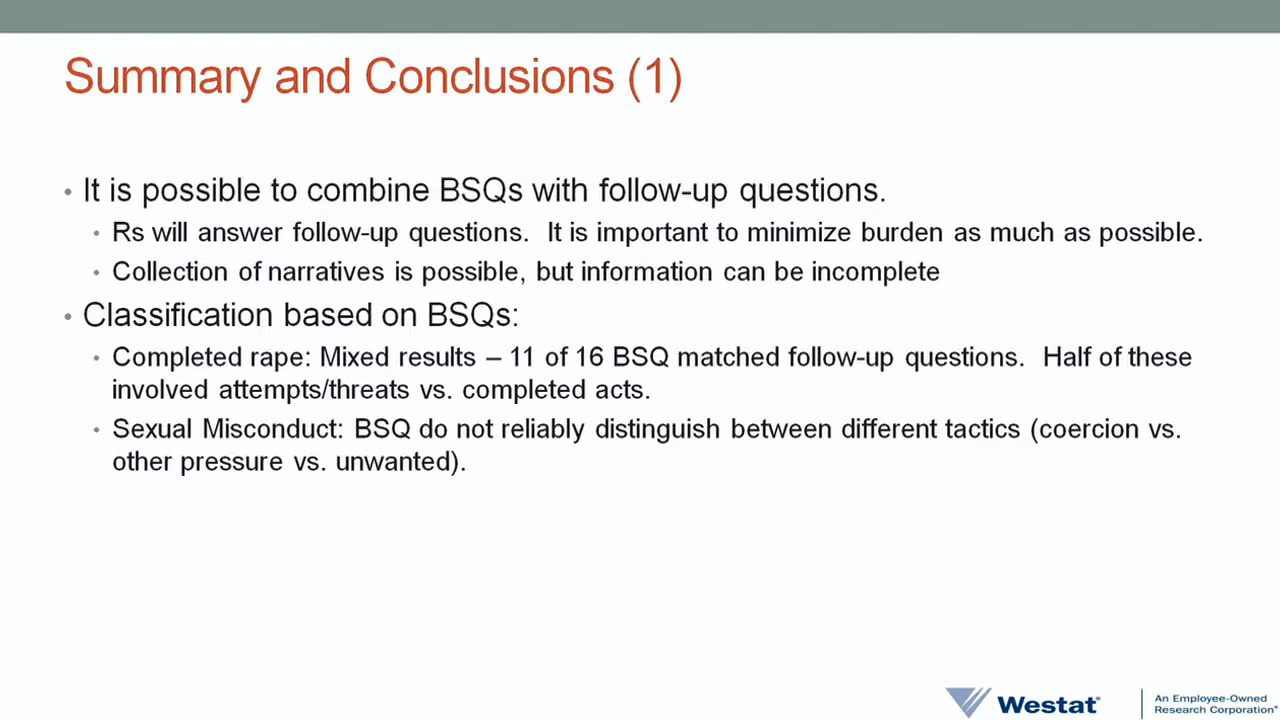 Summary and Conclusions (1)
• It is possible to combine BSQs with follow-up questions.
• Rs will answer follow-up questions.  It is important to minimize burden as much as possible.
• Collection of narratives is possible, but information can be incomplete
• Classification based on BSQs:
• Completed rape: Mixed results – 11 of 16 BSQ matched follow-up questions.  Half of these
involved attempts/threats vs. completed acts.
• Sexual Misconduct: BSQ do not reliably distinguish between different tactics (coercion vs.
other pressure vs. unwanted).
Westat®
An Employee-Owned
Research Corporation®